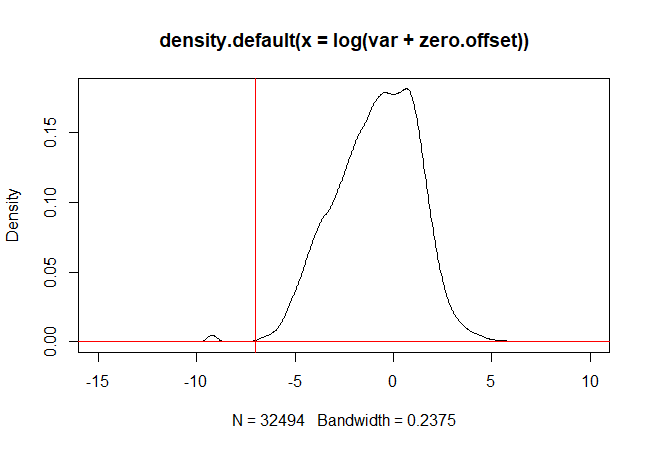 density.default(x = log(var + zero.offset))
Density
0.15
0.10
0.05
0.00
-15 -10 -5 0 5 10
N = 32494 Bandwidth = 0.2375